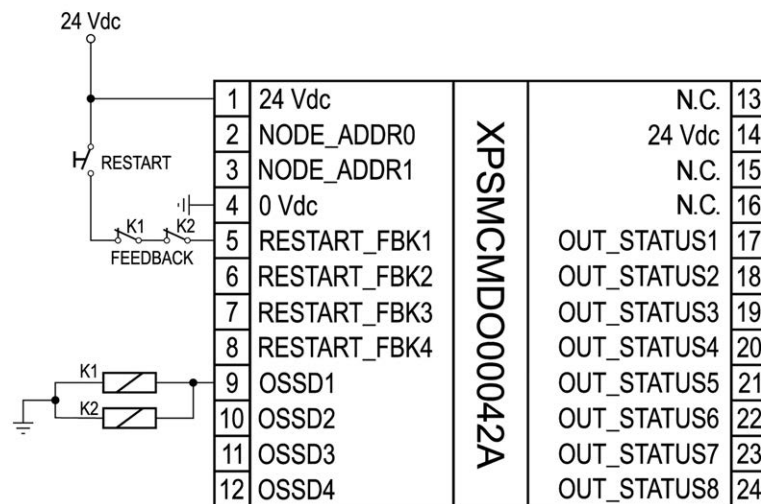 24 Vdc
1 24 Vdc N.C. 13
2 NODE_ADDR0 24 Vdc 14
RESTART
3 NODE_ADDR1 N.C. 15
4 0 Vdc N.C. 16
K1 K2
5 RESTART_FBK1 OUT_STATUS1 17
FEEDBACK
6 RESTART_FBK2 OUT_STATUS2 18
7 RESTART_FBK3 OUT_STATUS3 19
8 RESTART_FBK4 OUT_STATUS4 20
K1
9 OSSD1 OUT_STATUS5 21
K2
10 OSSD2 OUT_STATUS6 22
11 OSSD3 OUT_STATUS7 23
12 OSSD4 OUT_STATUS8 24
XPSMCMDO00042A